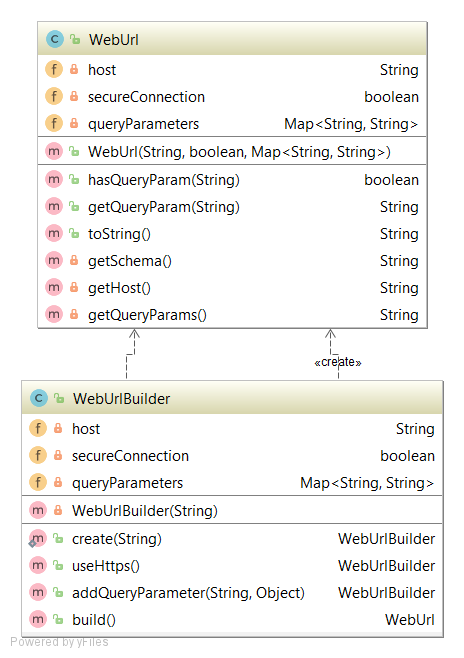 C WebUrl
f host String
f secureConnection boolean
f queryParameters Map<String, String>
m WebUrl(String, boolean, Map<String, String>)
m hasQueryParam(String) boolean
m getQueryParam(String) String
m toString() String
m getSchema() String
m getHost() String
m getQueryParams() String
«create»
C WebUrlBuilder
f host String
f secureConnection boolean
f queryParameters Map<String, String>
m WebUrlBuilder(String)
m create(String) WebUrlBuilder
m useHttps() WebUrlBuilder
m addQueryParameter(String, Object) WebUrlBuilder
m build() WebUrl
Powered by yFiles